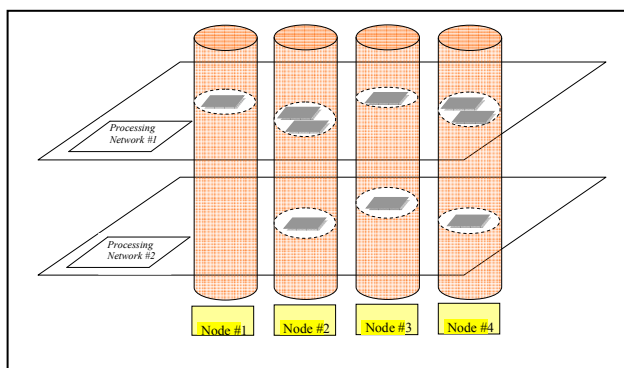 Processing
Network #1
Processing
Network #2
Node #1
Node #2
Node #3
Node #4